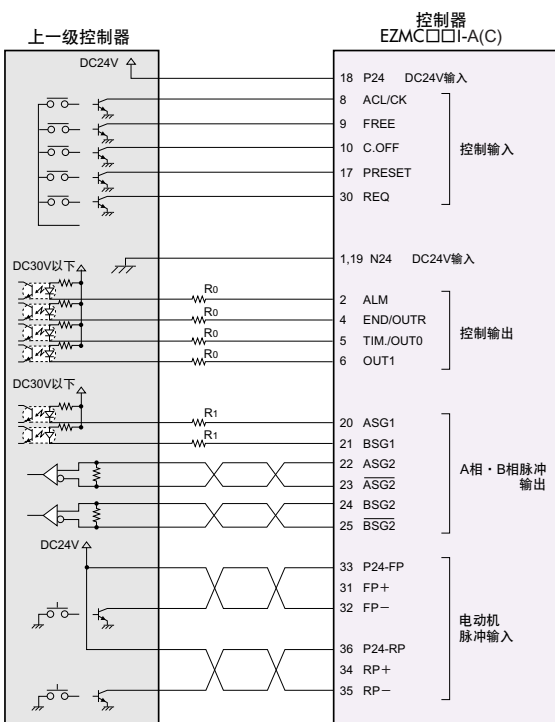 上一级控制器
控制器
EZMC□□I-A(C)
DC24V
18 P24 DC24V输入
8 ACL/CK
9 FREE
10 C.OFF
17 PRESET
30 REQ
控制输入
1,19 N24 DC24V输入
DC30V以下
R0
R0
R0
R0
2 ALM
4 END/OUTR
5 TIM./OUT0
6 OUT1
控制输出
DC30V以下
R1
R1
20 ASG1
21 BSG1
22 ASG2
23 ASG2
24 BSG2
25 BSG2
A相・B相脉冲
输出
DC24V
33 P24-FP
31 FP+
32 FP−
36 P24-RP
34 RP+
35 RP−
电动机
脉冲输入